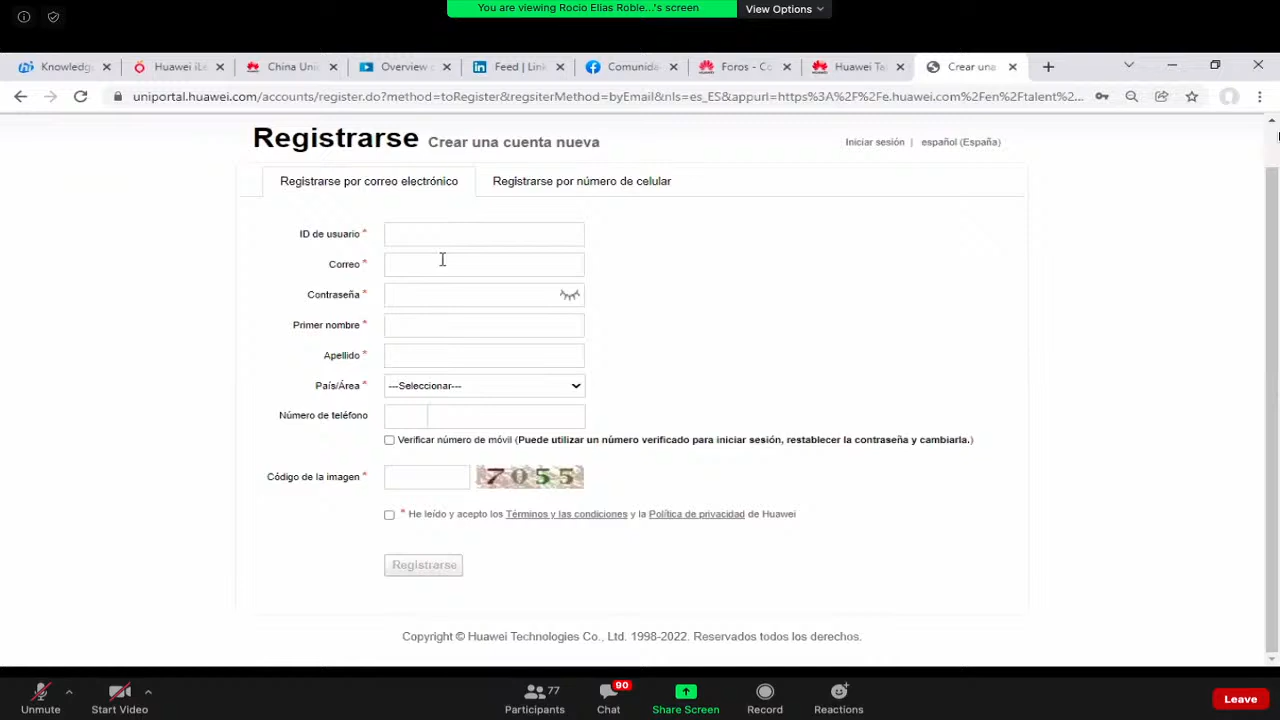 You are viewing Rocio Elias Roble...'s screen
View Options
Knowledg
Huawei iLe
China Uni
Overview
Feed | Link
Comunida
Foros - Co
Huawei Ta
Crear una
uniportal.huawei.com/accounts/register.do?method=toRegister&regsiterMethod=byEmail&nls=es_ES&appurl=https%3A%2F%2Fe.huawei.com%2Fen%2Ftalent%2F...
Registrarse Crear una cuenta nueva
Iniciar sesión | español (España)
Registrarse por correo electrónico
Registrarse por número de celular
ID de usuario *
Correo *
Contraseña *
Primer nombre *
Apellido *
País/Área * ---Seleccionar---
Número de teléfono
Verificar número de móvil (Puede utilizar un número verificado para iniciar sesión, restablecer la contraseña y cambiarla.)
Código de la imagen * 7055
* He leído y acepto los Términos y las condiciones y la Política de privacidad de Huawei
Registrarse
Copyright © Huawei Technologies Co., Ltd. 1998-2022. Reservados todos los derechos.
77
90
Unmute
Start Video
Participants
Chat
Share Screen
Record
Reactions
Leave